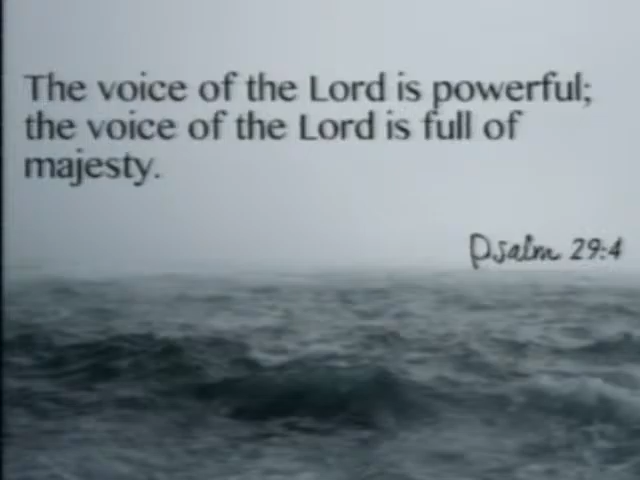 The voice of the Lord is powerful;
the voice of the Lord is full of
majesty.
Psalm 29:4